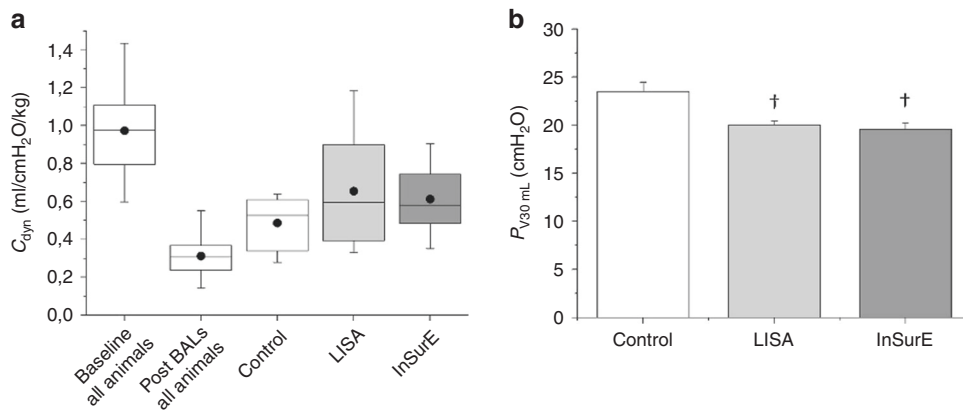 a
C_dyn (ml/cmH₂O/kg)
1,4
1,2
1,0
0,8
0,6
0,4
0,2
0,0
Baseline
all animals
Post BALs
all animals
Control
LISA
InSurE
b
P_V30 mL (cmH₂O)
30
25
20
15
10
5
0
†
†
Control
LISA
InSurE